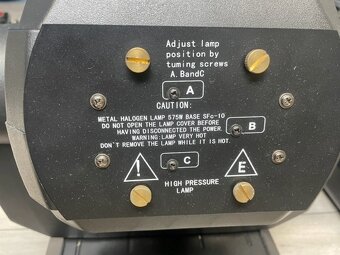 Adjust lamp
position by
tuming screws
A. BandC
A
CAUTION:
METAL HALOGEN LAMP 575W BASE SFc-10
DO NOT OPEN THE LAMP COVER BEFORE
HAVING DISCONNECTED THE POWER.
B
WARNING: LAMP VERY HOT
DON'T REMOVE THE LAMP WHILE IT IS HOT.
!
C
E
HIGH PRESSURE
LAMP